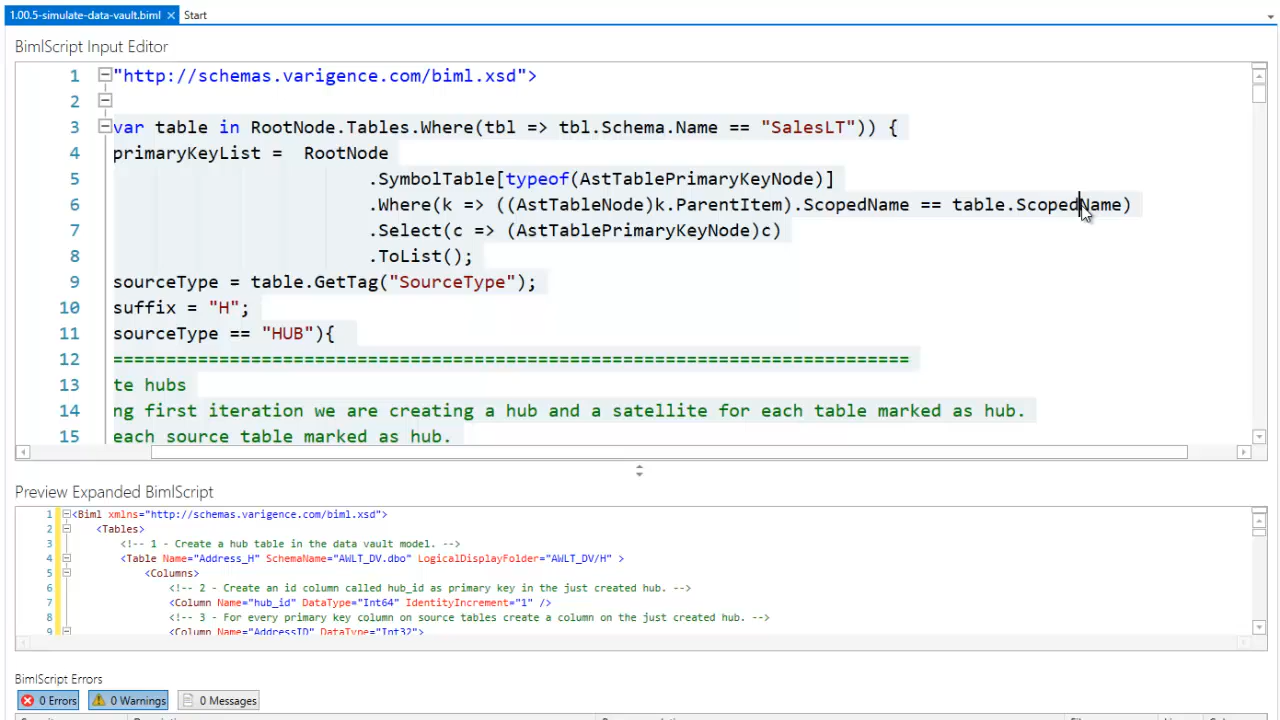 1.00.5-simulate-data-vault.biml Start
BimlScript Input Editor
1 "http://schemas.varigence.com/biml.xsd">
2
3 var table in RootNode.Tables.Where(tbl => tbl.Schema.Name == "SalesLT")) {
4 primaryKeyList = RootNode
5 .SymbolTable[typeof(AstTablePrimaryKeyNode)]
6 .Where(k => ((AstTableNode)k.ParentItem).ScopedName == table.ScopedName)
7 .Select(c => (AstTablePrimaryKeyNode)c)
8 .ToList();
9 sourceType = table.GetTag("SourceType");
10 suffix = "H";
11 sourceType == "HUB"){
12 ===========================================================================
13 te hubs
14 ng first iteration we are creating a hub and a satellite for each table marked as hub.
15 each source table marked as hub.
Preview Expanded BimlScript
1 <Biml xmlns="http://schemas.varigence.com/biml.xsd">
2 <Tables>
3 <!-- 1 - Create a hub table in the data vault model. -->
4 <Table Name="Address_H" SchemaName="AWLT_DV.dbo" LogicalDisplayFolder="AWLT_DV/H" >
5 <Columns>
6 <!-- 2 - Create an id column called hub_id as primary key in the just created hub. -->
7 <Column Name="hub_id" DataType="Int64" IdentityIncrement="1" />
8 <!-- 3 - For every primary key column on source tables create a column on the just created hub. -->
9 <Column Name="AddressID" DataType="Int32">
BimlScript Errors
0 Errors 0 Warnings 0 Messages